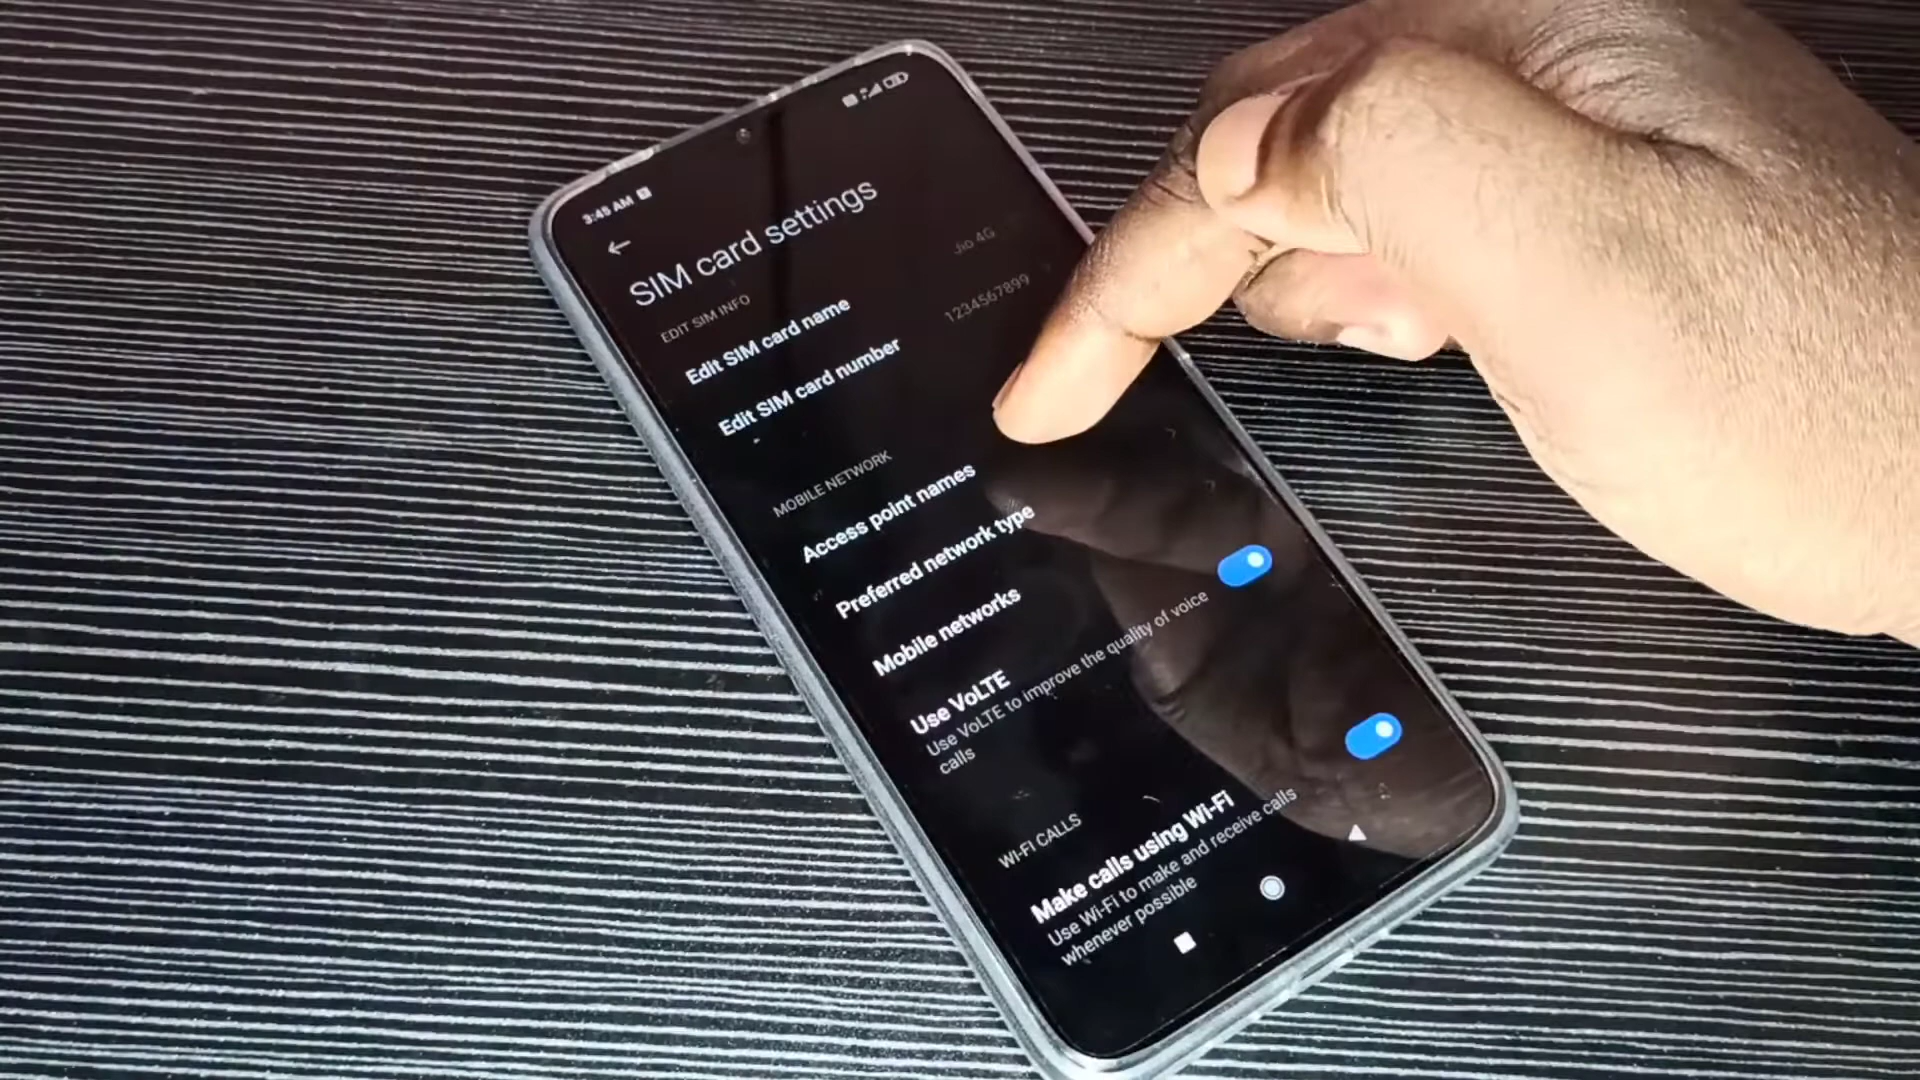 3:45 AM
SIM card settings
EDIT SIM INFO
Edit SIM card name
Jio 4G
Edit SIM card number
1234567899
MOBILE NETWORK
Access point names
Preferred network type
Mobile networks
Use VoLTE
Use VoLTE to improve the quality of voice
calls
WI-FI CALLS
Make calls using Wi-Fi
Use Wi-Fi to make and receive calls
whenever possible